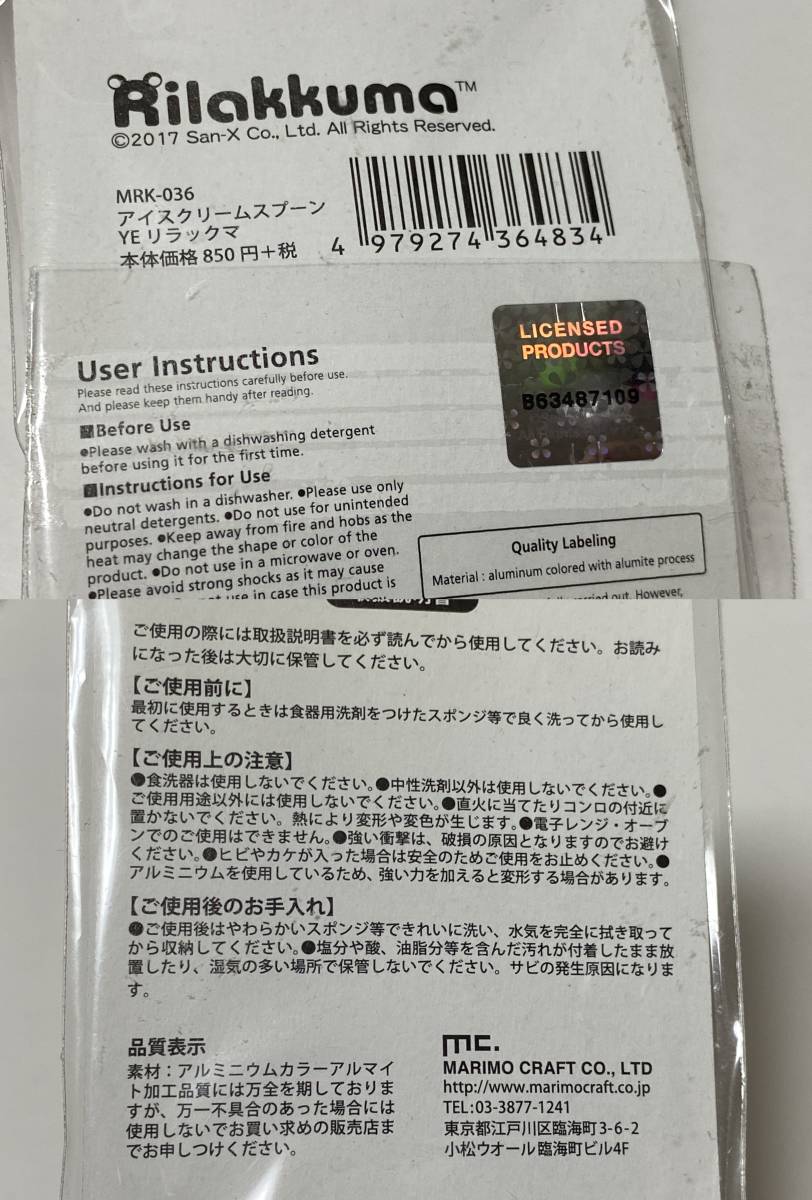 Rilakkuma™
©2017 San-X Co., Ltd. All Rights Reserved.
MRK-036
アイスクリームスプーン
YE リラックマ
本体価格 850 円+税
4 979274 364834
LICENSED
PRODUCTS
B63487109
User Instructions
Please read these instructions carefully before use.
And please keep them handy after reading.
Before Use
●Please wash with a dishwashing detergent
before using it for the first time.
Instructions for Use
●Do not wash in a dishwasher. ●Please use only
neutral detergents. ●Do not use for unintended
purposes. ●Keep away from fire and hobs as the
heat may change the shape or color of the
product. ●Do not use in a microwave or oven.
●Please avoid strong shocks as it may cause
use in case this product is
Quality Labeling
Material : aluminum colored with alumite process
carried out. However,
ご使用の際には取扱説明書を必ず読んでから使用してください。お読み
になった後は大切に保管してください。
【ご使用前に】
最初に使用するときは食器用洗剤をつけたスポンジ等で良く洗ってから使用し
てください。
【ご使用上の注意】
●食洗器は使用しないでください。●中性洗剤以外は使用しないでください。●
ご使用用途以外には使用しないでください。●直火に当てたりコンロの付近に
置かないでください。熱により変形や変色が生じます。●電子レンジ・オーブ
ンでのご使用はできません。●強い衝撃は、破損の原因となりますのでお避け
ください。●ヒビやカケが入った場合は安全のためご使用をお止めください。●
アルミニウムを使用しているため、強い力を加えると変形する場合があります。
【ご使用後のお手入れ】
●ご使用後はやわらかいスポンジ等できれいに洗い、水気を完全に拭き取って
から収納してください。●塩分や酸、油脂分等を含んだ汚れが付着したまま放
置したり、湿気の多い場所で保管しないでください。サビの発生原因になりま
す。
品質表示
素材：アルミニウムカラーアルマイ
ト加工品質には万全を期しておりま
すが、万一不具合のあった場合には
使用しないでお買い求めの販売店ま
でお申しつけください。
mc.
MARIMO CRAFT CO., LTD
http://www.marimocraft.co.jp
TEL:03-3877-1241
東京都江戸川区臨海町3-6-2
小松ウオール臨海町ビル4F